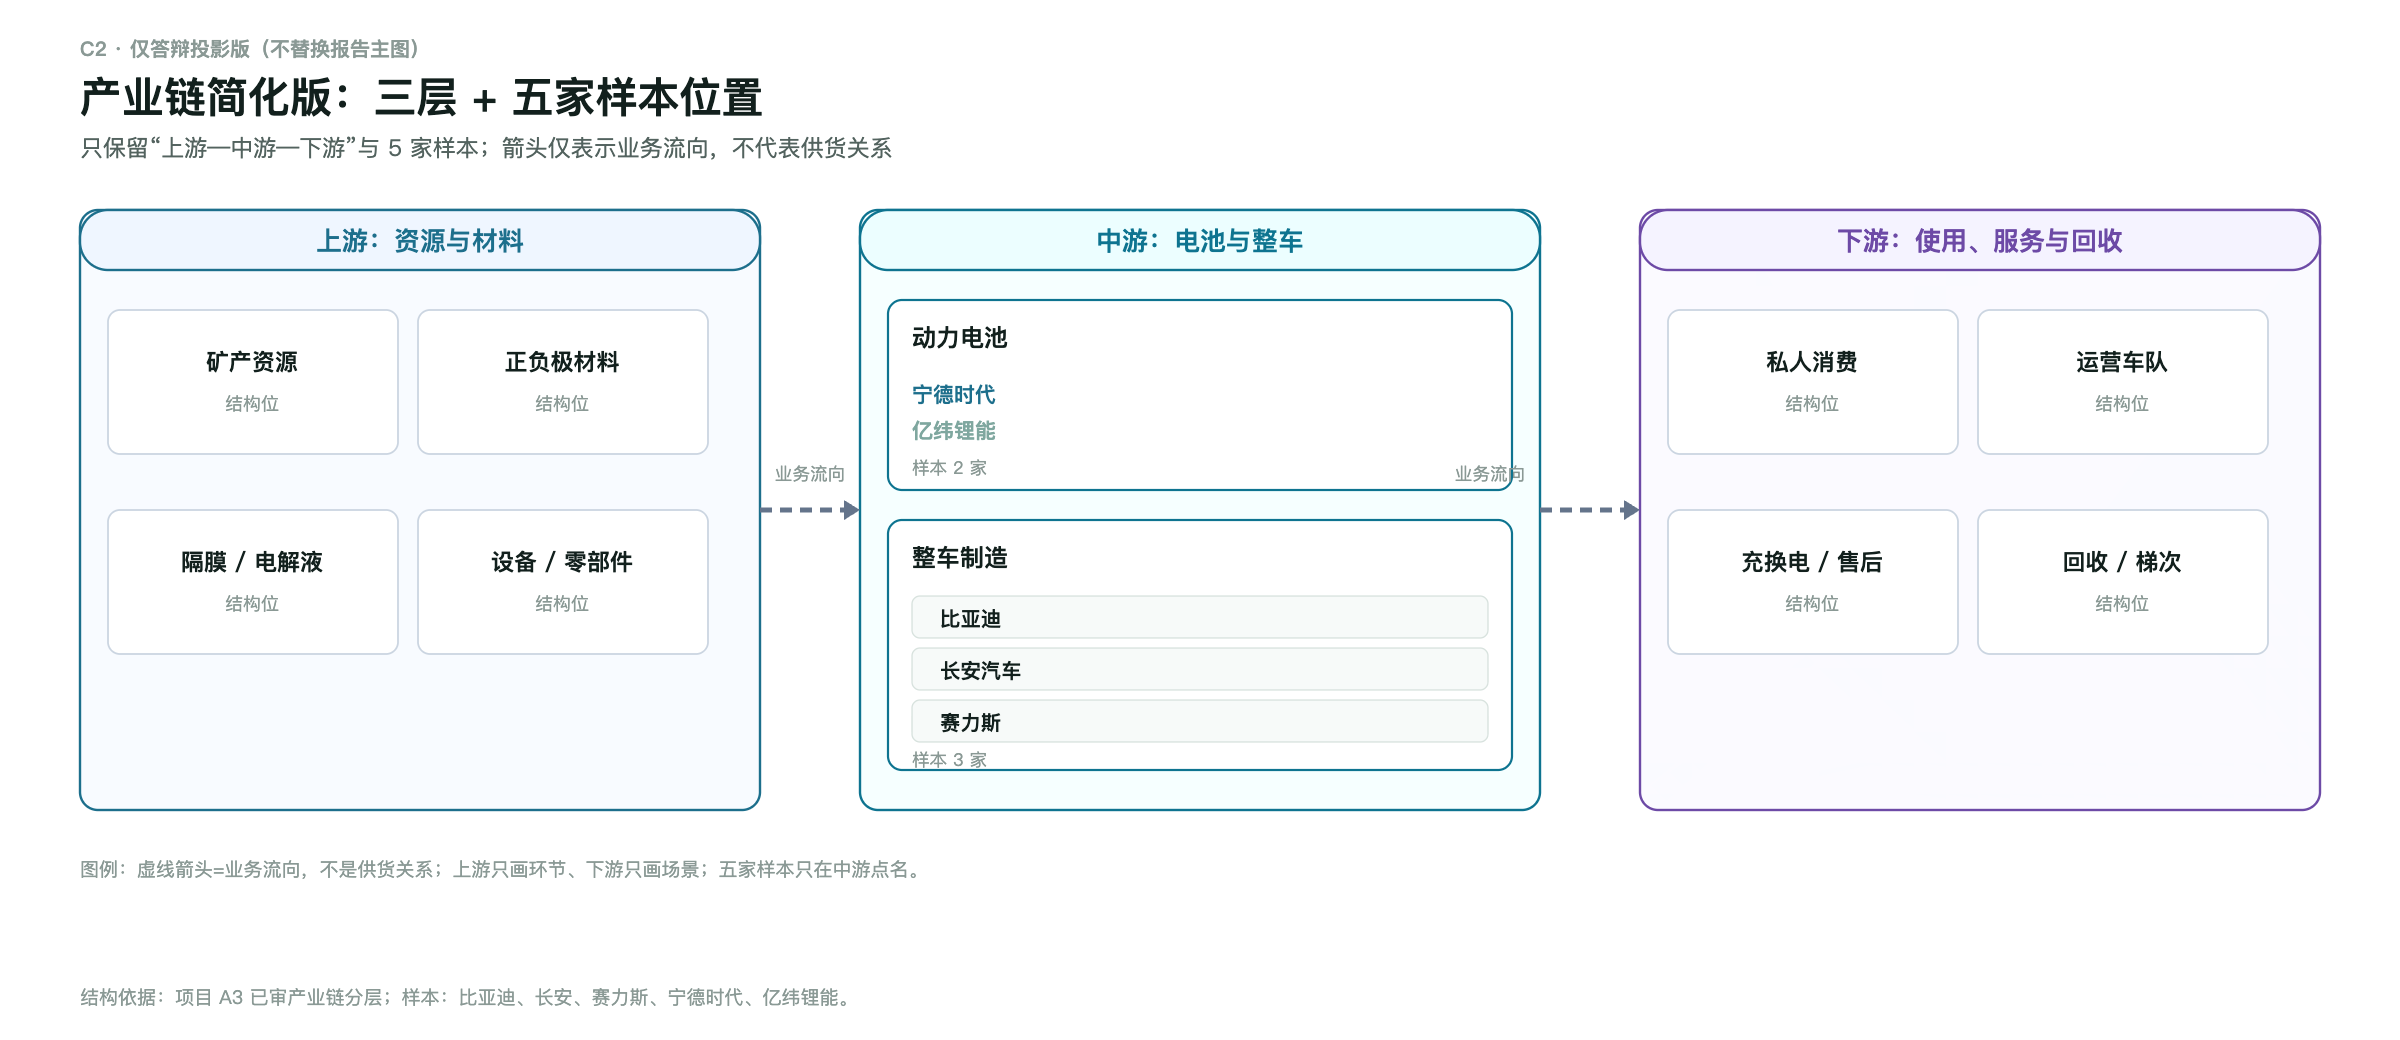 C2 · 仅答辩投影版（不替换报告主图）
产业链简化版：三层 + 五家样本位置
只保留“上游—中游—下游”与 5 家样本；箭头仅表示业务流向，不代表供货关系
上游：资源与材料
矿产资源
结构位
正负极材料
结构位
隔膜 / 电解液
结构位
设备 / 零部件
结构位
业务流向
中游：电池与整车
动力电池
宁德时代
亿纬锂能
样本 2 家
整车制造
比亚迪
长安汽车
赛力斯
样本 3 家
业务流向
下游：使用、服务与回收
私人消费
结构位
运营车队
结构位
充换电 / 售后
结构位
回收 / 梯次
结构位
图例：虚线箭头=业务流向，不是供货关系；上游只画环节、下游只画场景；五家样本只在中游点名。
结构依据：项目 A3 已审产业链分层；样本：比亚迪、长安、赛力斯、宁德时代、亿纬锂能。